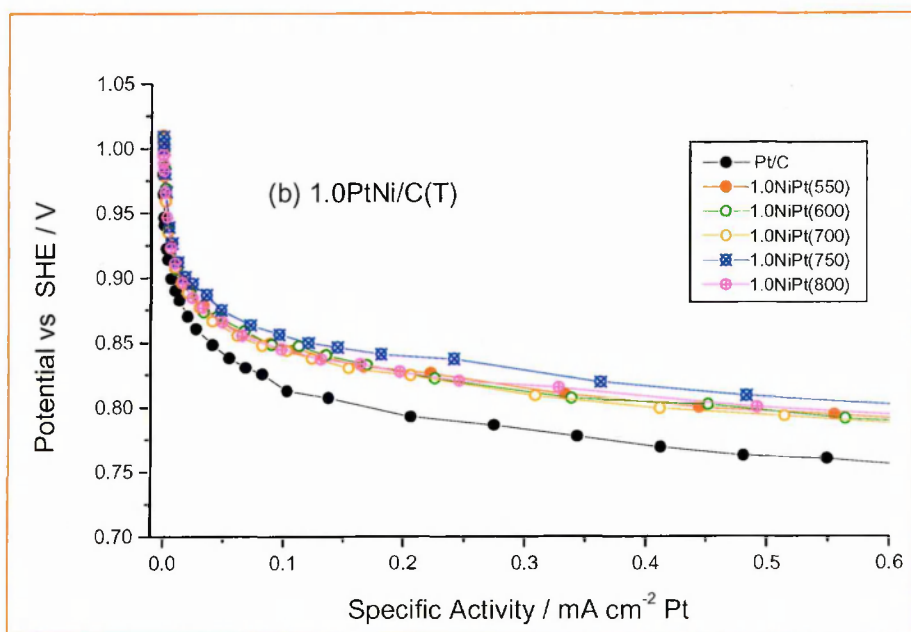 1.05
1.00
0.95
0.90
0.85
0.80
0.75
0.70
Potential vs SHE / V
(b) 1.0PtNi/C(T)
Pt/C
1.0NiPt(550)
1.0NiPt(600)
1.0NiPt(700)
1.0NiPt(750)
1.0NiPt(800)
0.0 0.1 0.2 0.3 0.4 0.5 0.6
Specific Activity / mA cm⁻² Pt